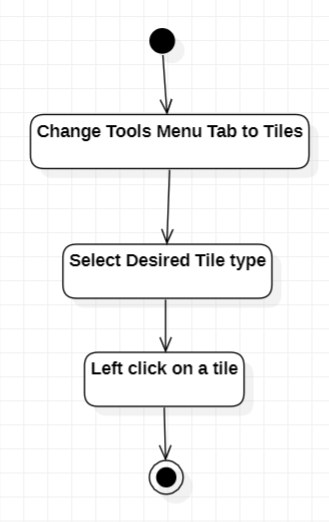 Change Tools Menu Tab to Tiles
Select Desired Tile type
Left click on a tile